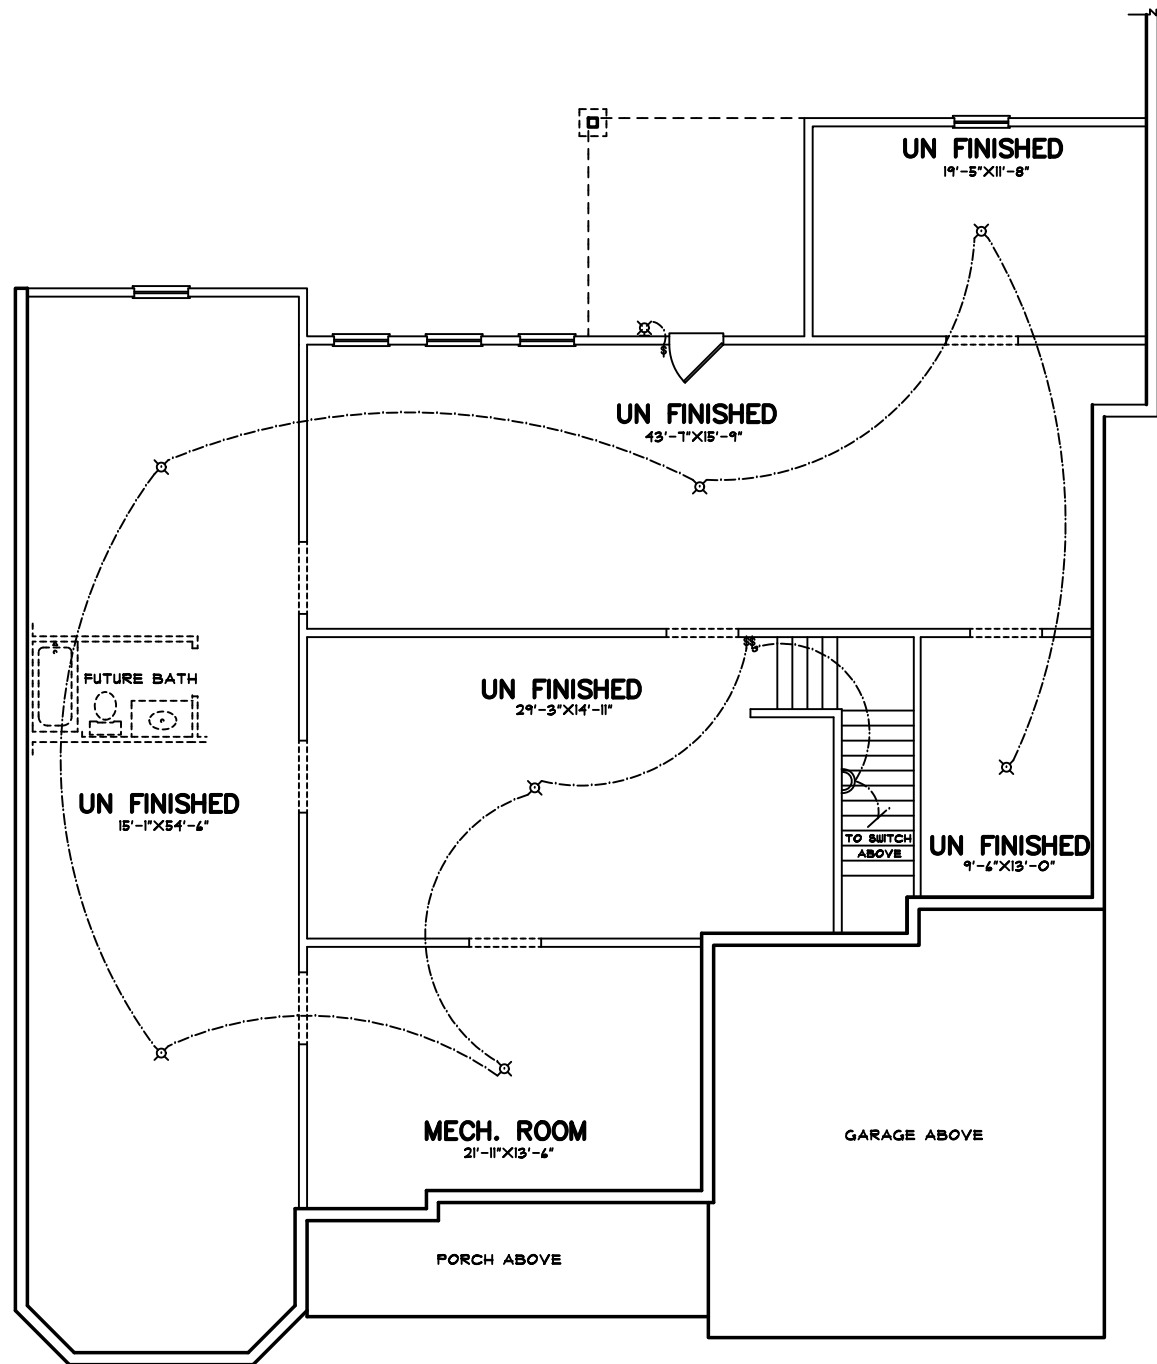 UN FINISHED
19'-5"X11'-8"
UN FINISHED
43'-7"X15'-9"
$
$
FUTURE BATH
UN FINISHED
29'-3"X14'-11"
$$$
UN FINISHED
15'-1"X54'-6"
TO SWITCH
ABOVE
UN FINISHED
9'-6"X13'-0"
MECH. ROOM
21'-11"X13'-6"
GARAGE ABOVE
PORCH ABOVE